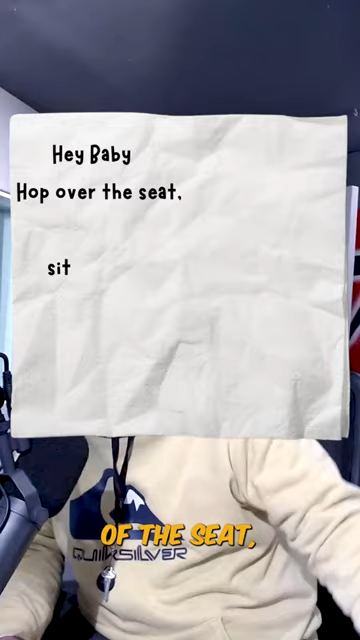 Hey Baby
Hop over the seat,
sit
OF THE SEAT,
QUIKSILVER